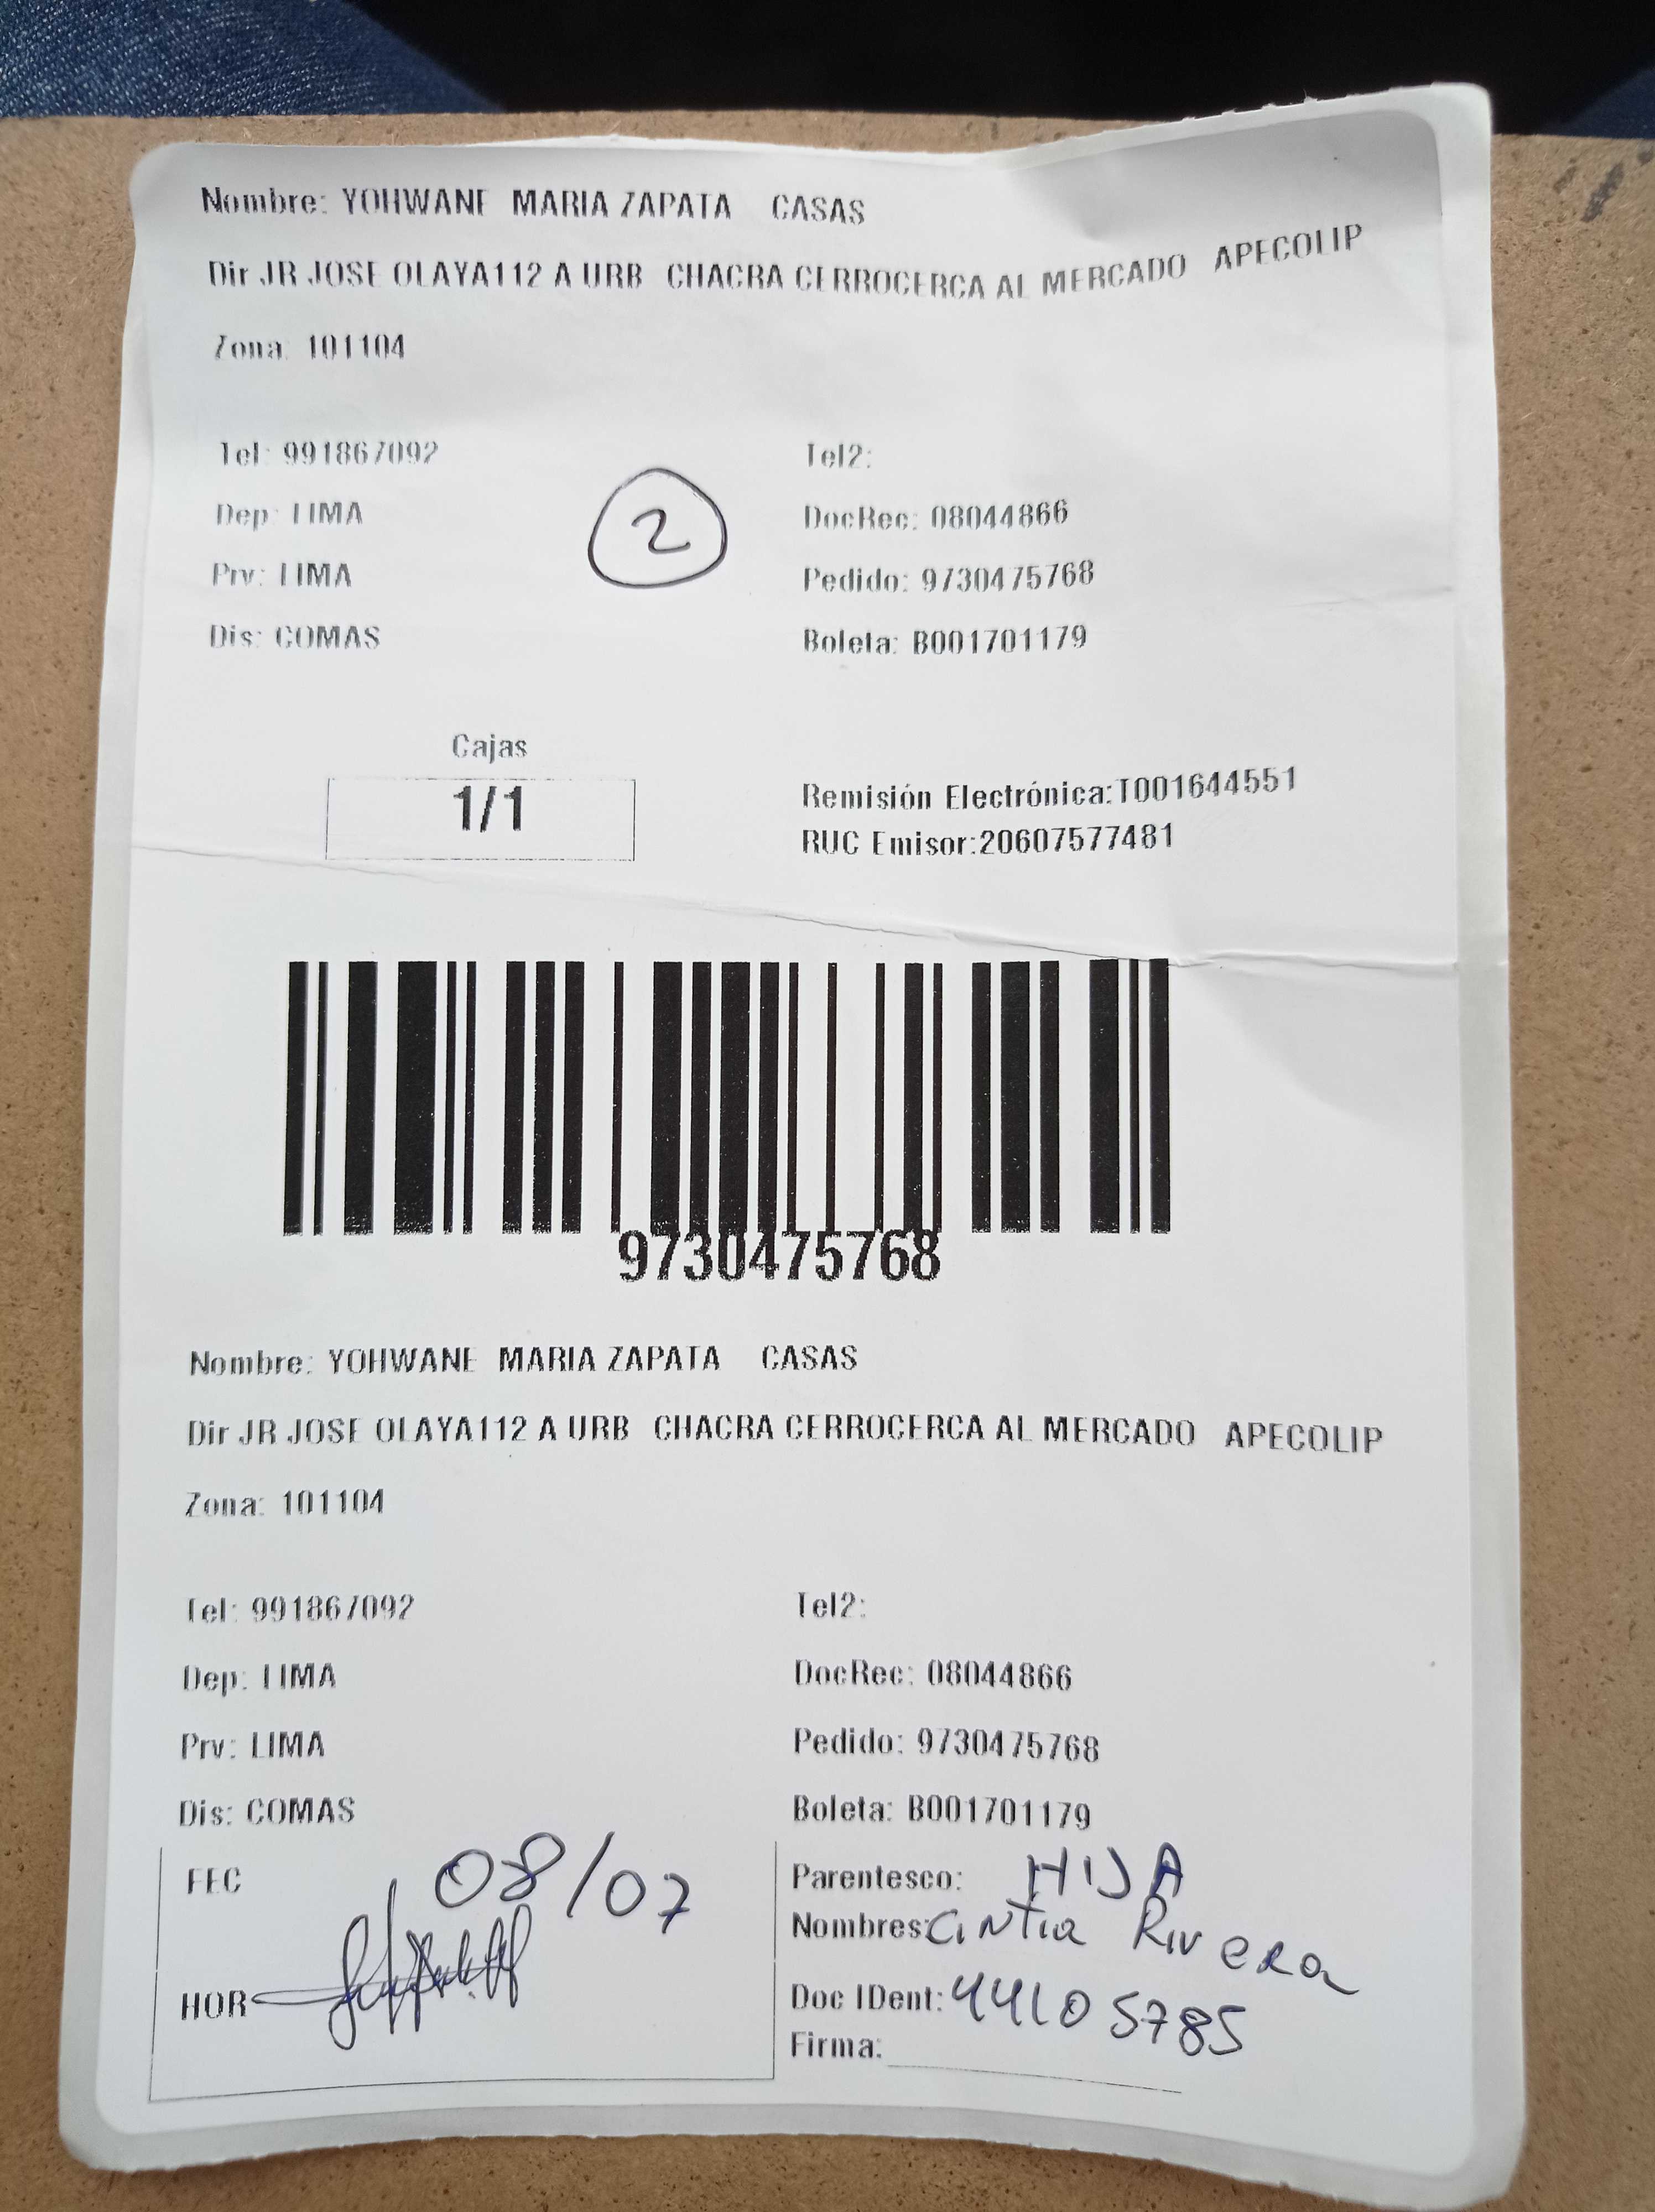 Nombre: YOHWANE MARIA ZAPATA CASAS
Dir JR JOSE OLAYA112 A URB CHACRA CERROCERCA AL MERCADO APECOLIP
Zona: 101104
Tel: 991867092 Tel2:
Dep: LIMA DocRec: 08044866
Prv: LIMA Pedido: 9730475768
Dis: COMAS Boleta: B001701179
2
Cajas
1/1
Remisión Electrónica:T001644551
RUC Emisor:20607577481
9730475768
Nombre: YOHWANE MARIA ZAPATA CASAS
Dir JR JOSE OLAYA112 A URB CHACRA CERROCERCA AL MERCADO APECOLIP
Zona: 101104
Tel: 991867092 Tel2:
Dep: LIMA DocRec: 08044866
Prv: LIMA Pedido: 9730475768
Dis: COMAS Boleta: B001701179
FEC 08/07
HOR
Parentesco: HIJA
Nombres: Cintia Rivera
Doc IDent: 44105785
Firma: